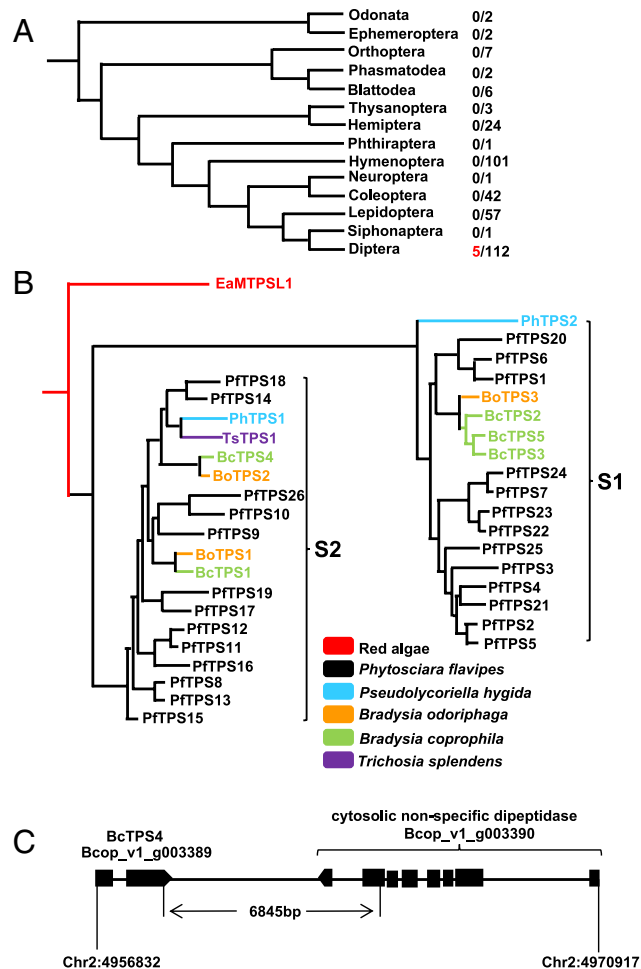 A
Odonata 0/2
Ephemeroptera 0/2
Orthoptera 0/7
Phasmatodea 0/2
Blattodea 0/6
Thysanoptera 0/3
Hemiptera 0/24
Phthiraptera 0/1
Hymenoptera 0/101
Neuroptera 0/1
Coleoptera 0/42
Lepidoptera 0/57
Siphonaptera 0/1
Diptera 5/112
B
EaMTPSL1
PfTPS18
PfTPS14
PhTPS1
TsTPS1
BcTPS4
BoTPS2
PfTPS26
PfTPS10
PfTPS9
BoTPS1
BcTPS1
PfTPS19
PfTPS17
PfTPS12
PfTPS11
PfTPS16
PfTPS8
PfTPS13
PfTPS15
S2
PhTPS2
PfTPS20
PfTPS6
PfTPS1
BoTPS3
BcTPS2
BcTPS5
BcTPS3
PfTPS24
PfTPS7
PfTPS23
PfTPS22
PfTPS25
PfTPS3
PfTPS4
PfTPS21
PfTPS2
PfTPS5
S1
Red algae
Phytosciara flavipes
Pseudolycoriella hygida
Bradysia odoriphaga
Bradysia coprophila
Trichosia splendens
C
BcTPS4
Bcop_v1_g003389
cytosolic non-specific dipeptidase
Bcop_v1_g003390
6845bp
Chr2:4956832
Chr2:4970917